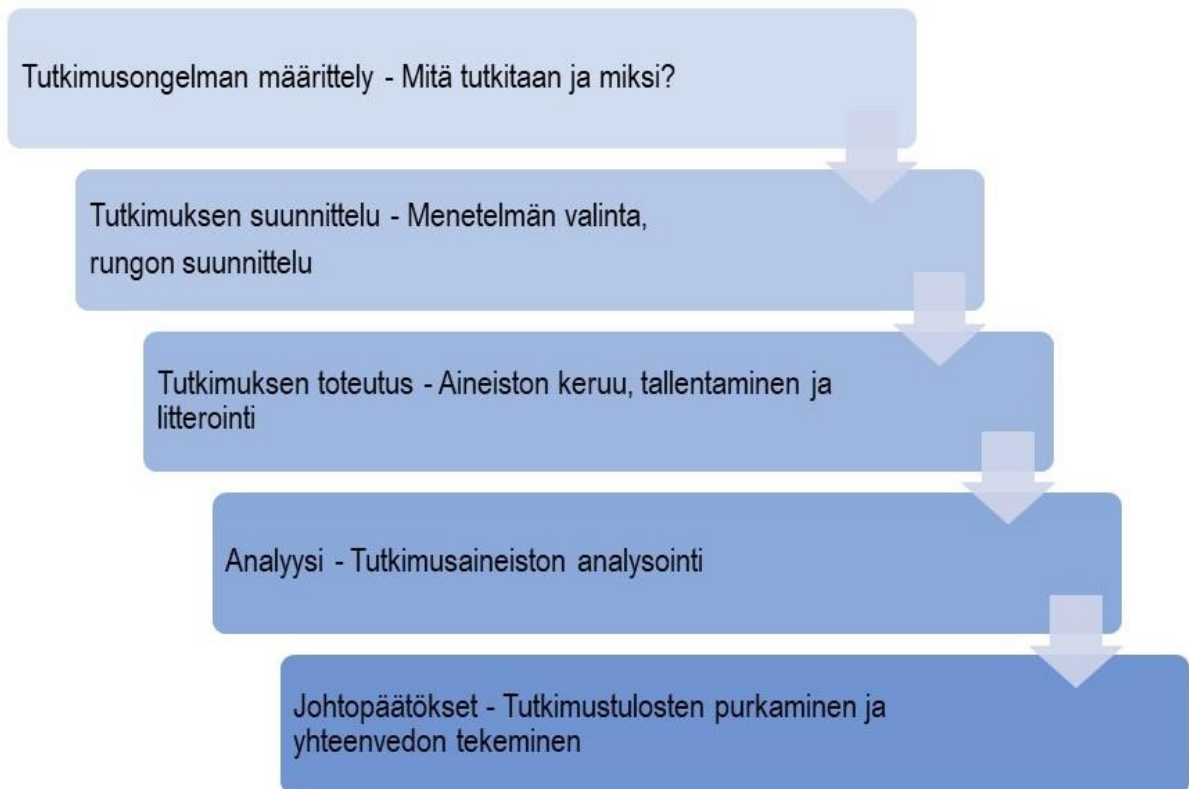 Tutkimusongelman määrittely - Mitä tutkitaan ja miksi?
Tutkimuksen suunnittelu - Menetelmän valinta,
rungon suunnittelu
Tutkimuksen toteutus - Aineiston keruu, tallentaminen ja
litterointi
Analyysi - Tutkimusaineiston analysointi
Johtopäätökset - Tutkimustulosten purkaminen ja
yhteenvedon tekeminen